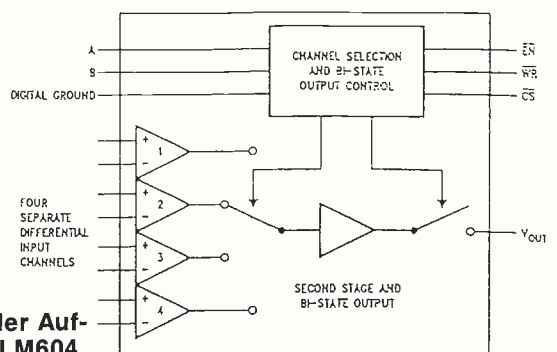 A
B
DIGITAL GROUND
CHANNEL SELECTION
AND BI-STATE
OUTPUT CONTROL
EN
WR
CS
+
-
1
+
-
2
+
-
3
+
-
4
FOUR
SEPARATE
DIFFERENTIAL
INPUT
CHANNELS
VOUT
SECOND STAGE AND
BI-STATE OUTPUT
der Auf-
LM604